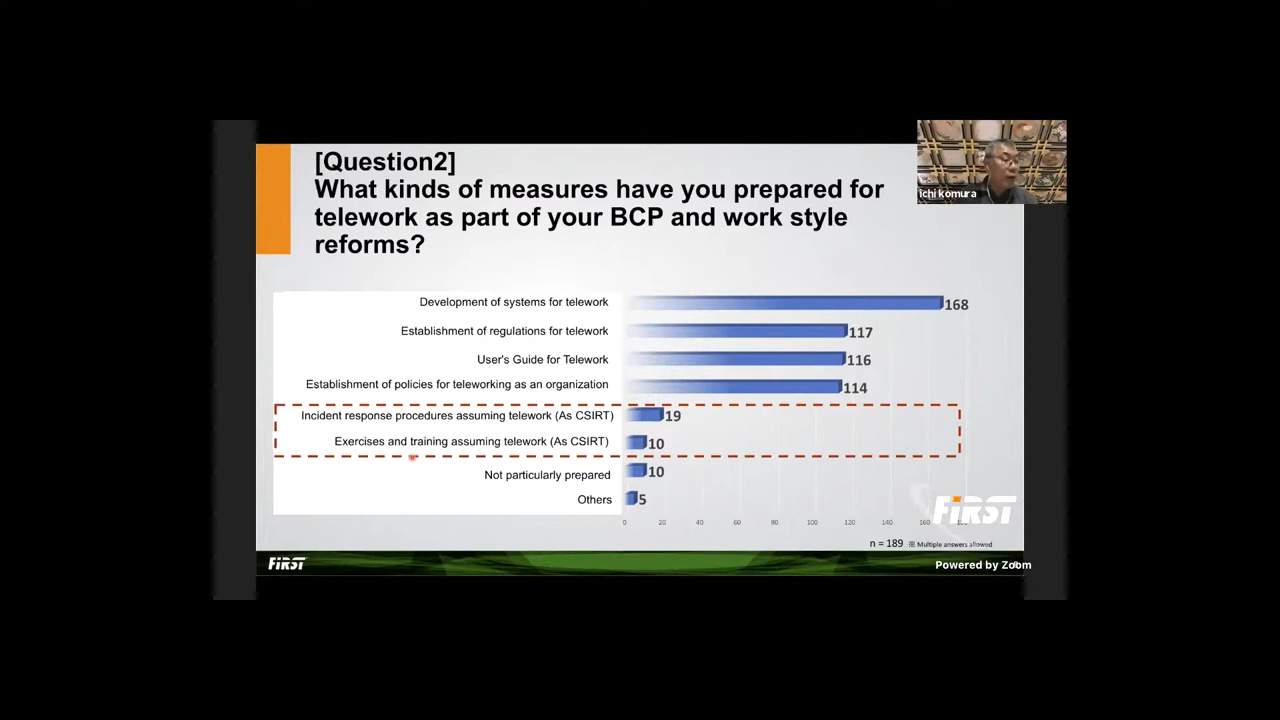 [Question2]
What kinds of measures have you prepared for
telework as part of your BCP and work style
reforms?
ichi komura
Development of systems for telework 168
Establishment of regulations for telework 117
User's Guide for Telework 116
Establishment of policies for teleworking as an organization 114
Incident response procedures assuming telework (As CSIRT) 19
Exercises and training assuming telework (As CSIRT) 10
Not particularly prepared 10
Others 5
0 20 40 60 80 100 120 140 160
FIRST
n = 189 ※ Multiple answers allowed
FIRST
Powered by Zoom